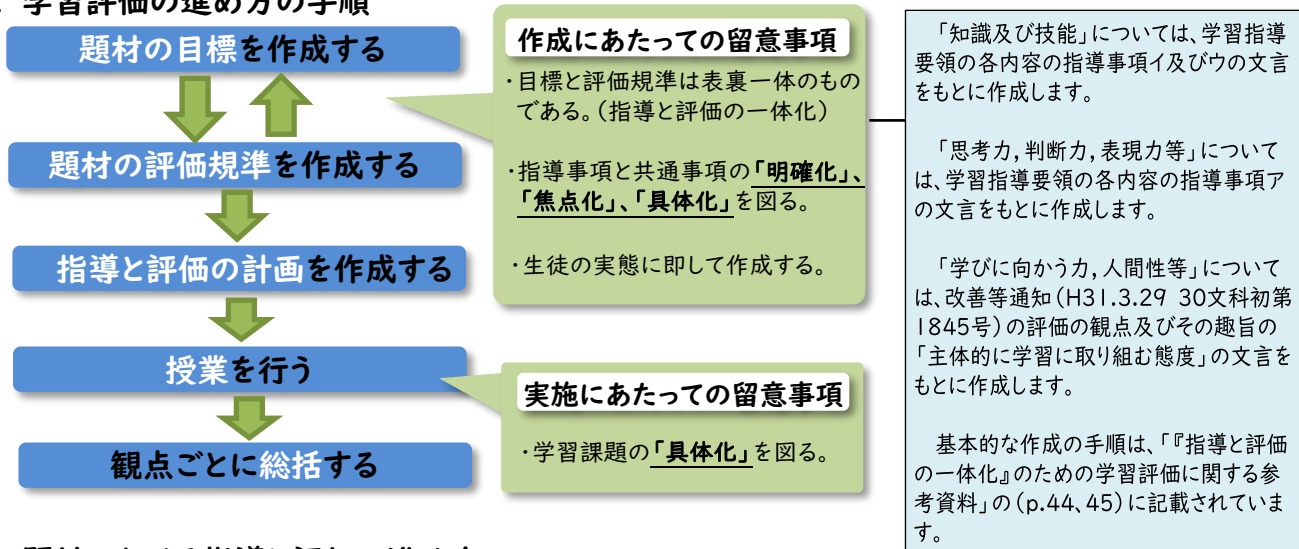 学習評価の進め方の手順
題材の目標を作成する
題材の評価規準を作成する
指導と評価の計画を作成する
授業を行う
観点ごとに総括する
作成にあたっての留意事項
・目標と評価規準は表裏一体のもの
である。(指導と評価の一体化)
・指導事項と共通事項の「明確化」、
「焦点化」、「具体化」を図る。
・生徒の実態に即して作成する。
実施にあたっての留意事項
・学習課題の「具体化」を図る。
「知識及び技能」については、学習指導
要領の各内容の指導事項イ及びウの文言
をもとに作成します。
「思考力,判断力,表現力等」について
は、学習指導要領の各内容の指導事項ア
の文言をもとに作成します。
「学びに向かう力,人間性等」について
は、改善等通知(H31.3.29 30文科初第
1845号)の評価の観点及びその趣旨の
「主体的に学習に取り組む態度」の文言を
もとに作成します。
基本的な作成の手順は、「『指導と評価
の一体化』のための学習評価に関する参
考資料」の(p.44、45)に記載されていま
す。